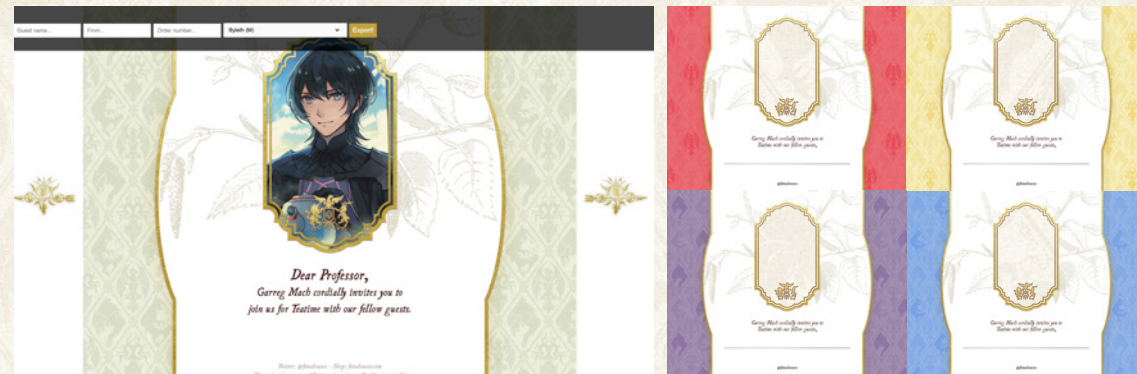 Guest name...
From...
Order number...
Byleth (M)
Export!
Dear Professor,
Garreg Mach cordially invites you to
join us for Teatime with our fellow guests.
Garreg Mach cordially invites you to
Teatime with our fellow guests,
Garreg Mach cordially invites you to
Teatime with our fellow guests,
Garreg Mach cordially invites you to
Teatime with our fellow guests,
Garreg Mach cordially invites you to
Teatime with our fellow guests,